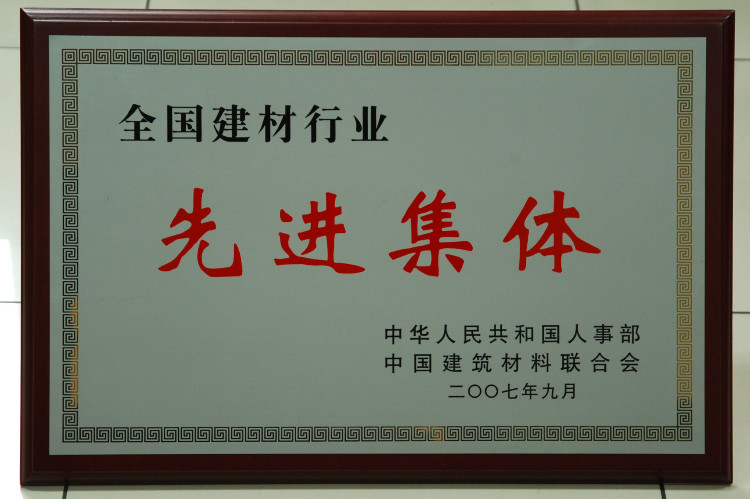 全国建材行业
先进集体
中华人民共和国人事部
中国建筑材料联合会
二〇〇七年九月